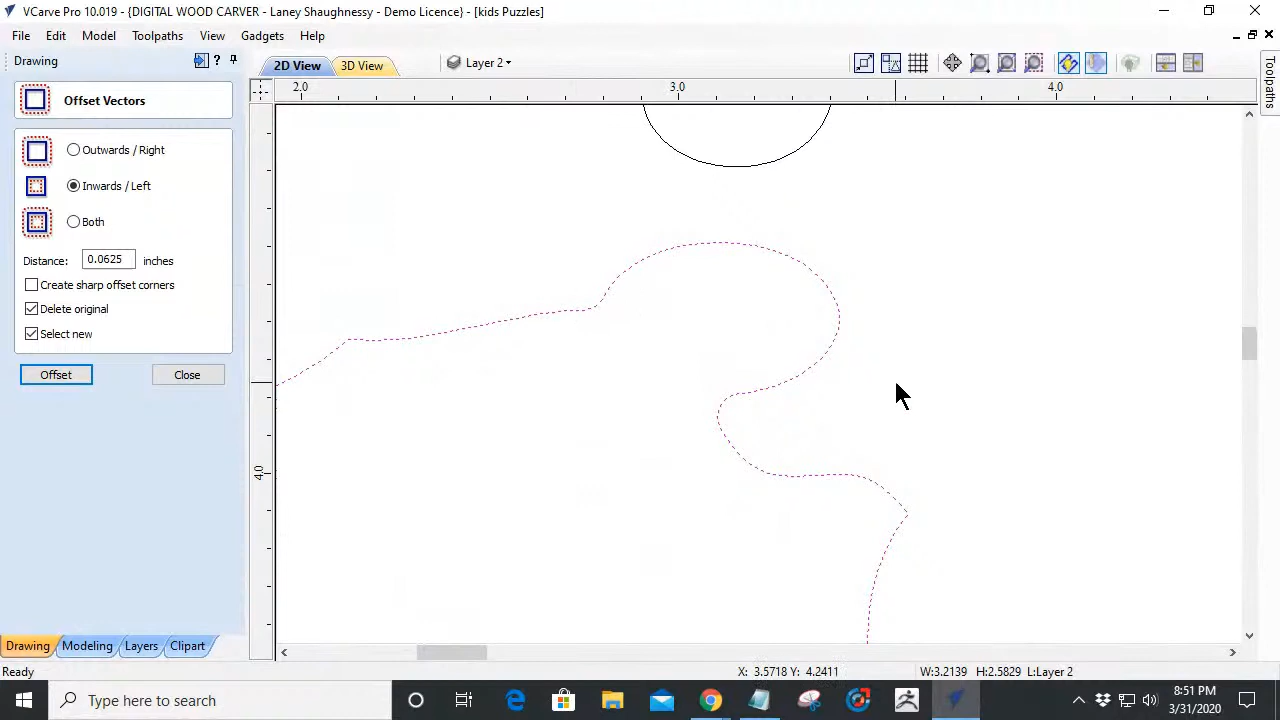 VCarve Pro 10.019 - {DIGITAL WOOD CARVER - Laney Shaughnessy - Demo Licence} - [kids Puzzles]
File Edit Model Toolpaths View Gadgets Help
Drawing ?
2D View 3D View Layer 2
Offset Vectors
2.0 3.0 4.0
Outwards / Right
Inwards / Left
Both
Distance: 0.0625 inches
Create sharp offset corners
Delete original
Select new
Offset Close
4.0
Toolpaths
Drawing Modeling Layers Clipart
Ready X: 3.5718 Y: 4.2411 W:3.2139 H:2.5829 L:Layer 2
Type here to search
8:51 PM
3/31/2020